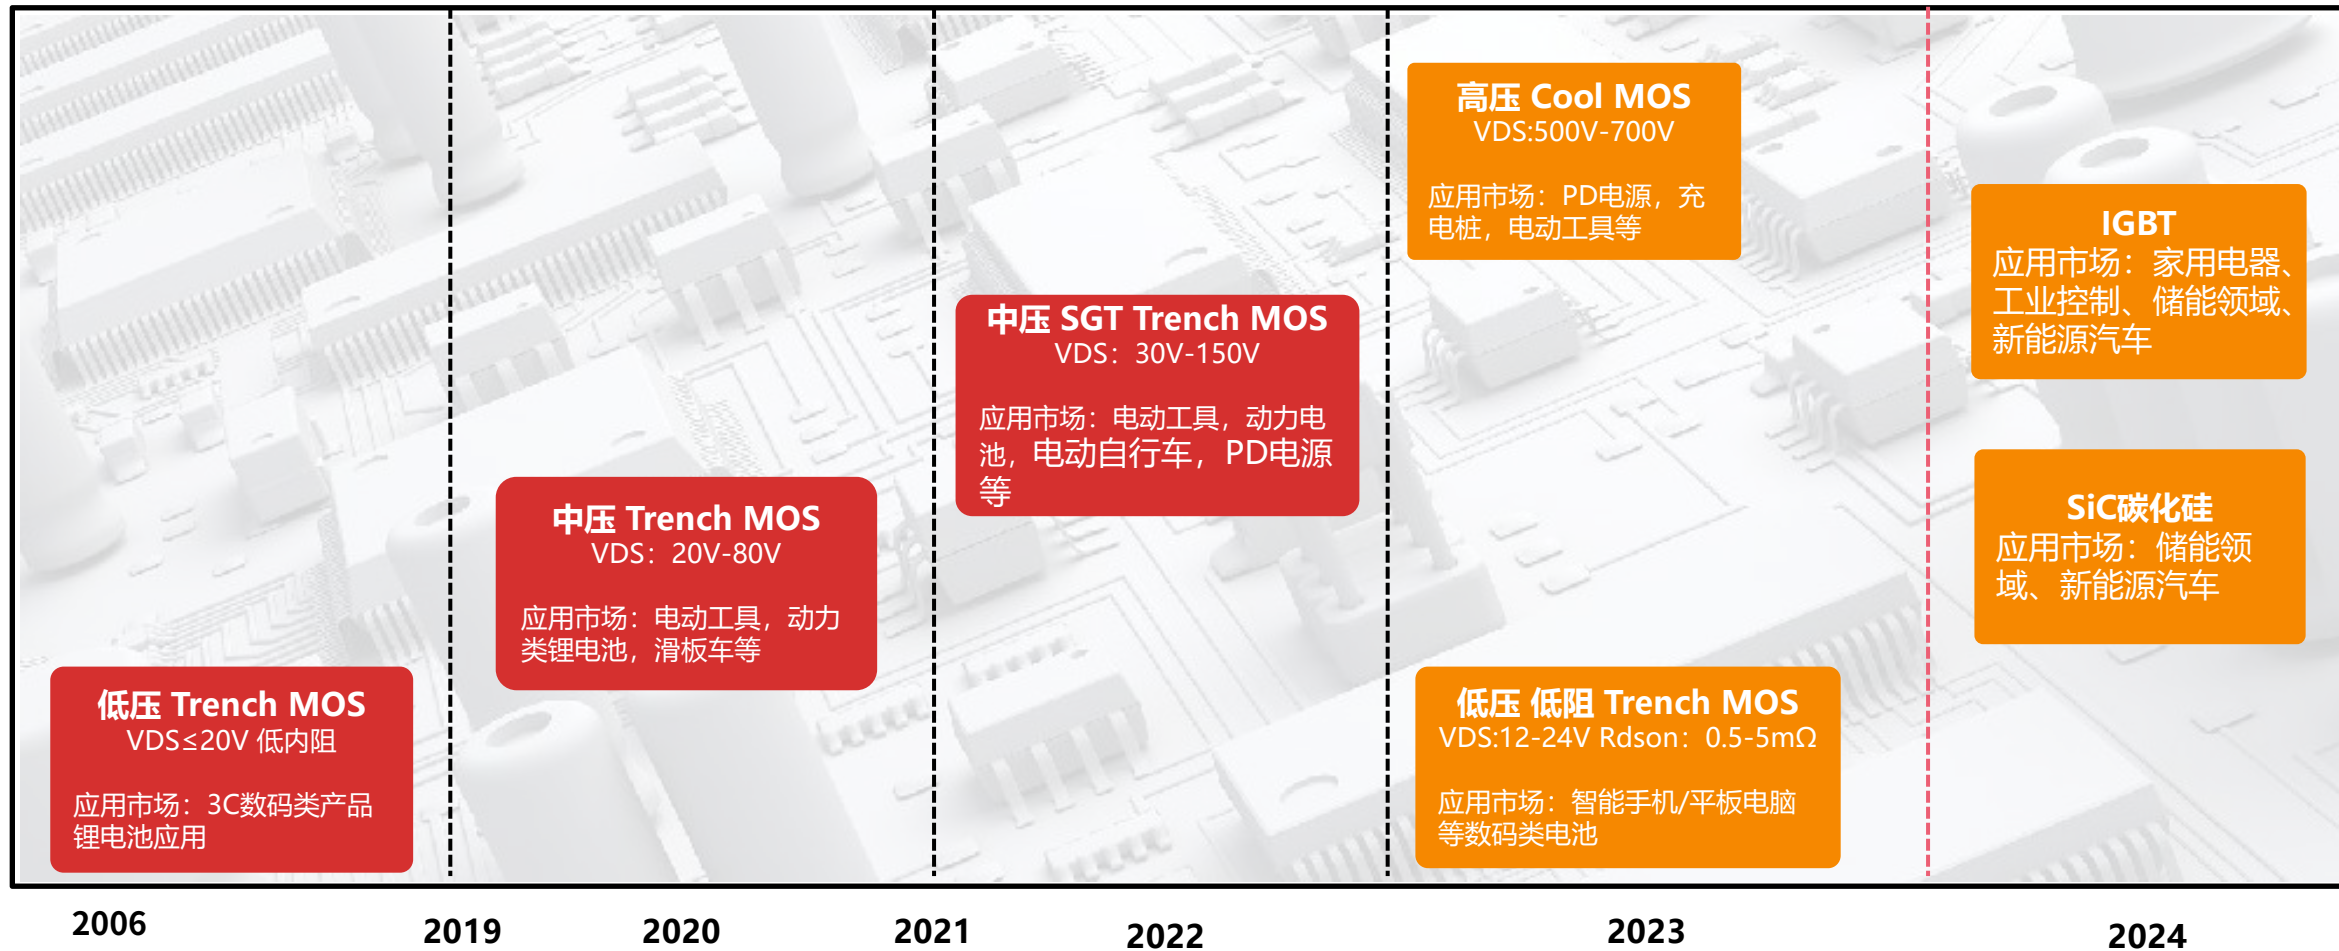 低压 Trench MOS
VDS≤20V 低内阻
应用市场：3C数码类产品
锂电池应用
中压 Trench MOS
VDS：20V-80V
应用市场：电动工具，动力
类锂电池，滑板车等
中压 SGT Trench MOS
VDS：30V-150V
应用市场：电动工具，动力电
池，电动自行车，PD电源
等
高压 Cool MOS
VDS:500V-700V
应用市场：PD电源，充
电桩，电动工具等
低压 低阻 Trench MOS
VDS:12-24V Rdson：0.5-5mΩ
应用市场：智能手机/平板电脑
等数码类电池
IGBT
应用市场：家用电器、
工业控制、储能领域、
新能源汽车
SiC碳化硅
应用市场：储能领
域、新能源汽车
2006
2019
2020
2021
2022
2023
2024